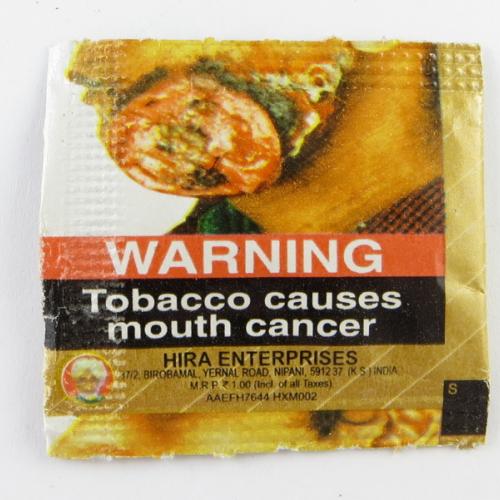 WARNING
Tobacco causes
mouth cancer
HIRA ENTERPRISES
37/2, BIROBAMAL, YERNAL ROAD, NIPANI, 591237 (K S) INDIA
M.R.P. ₹ 1.00 (Incl. of all Taxes)
AAEFH7644 HXM002
S